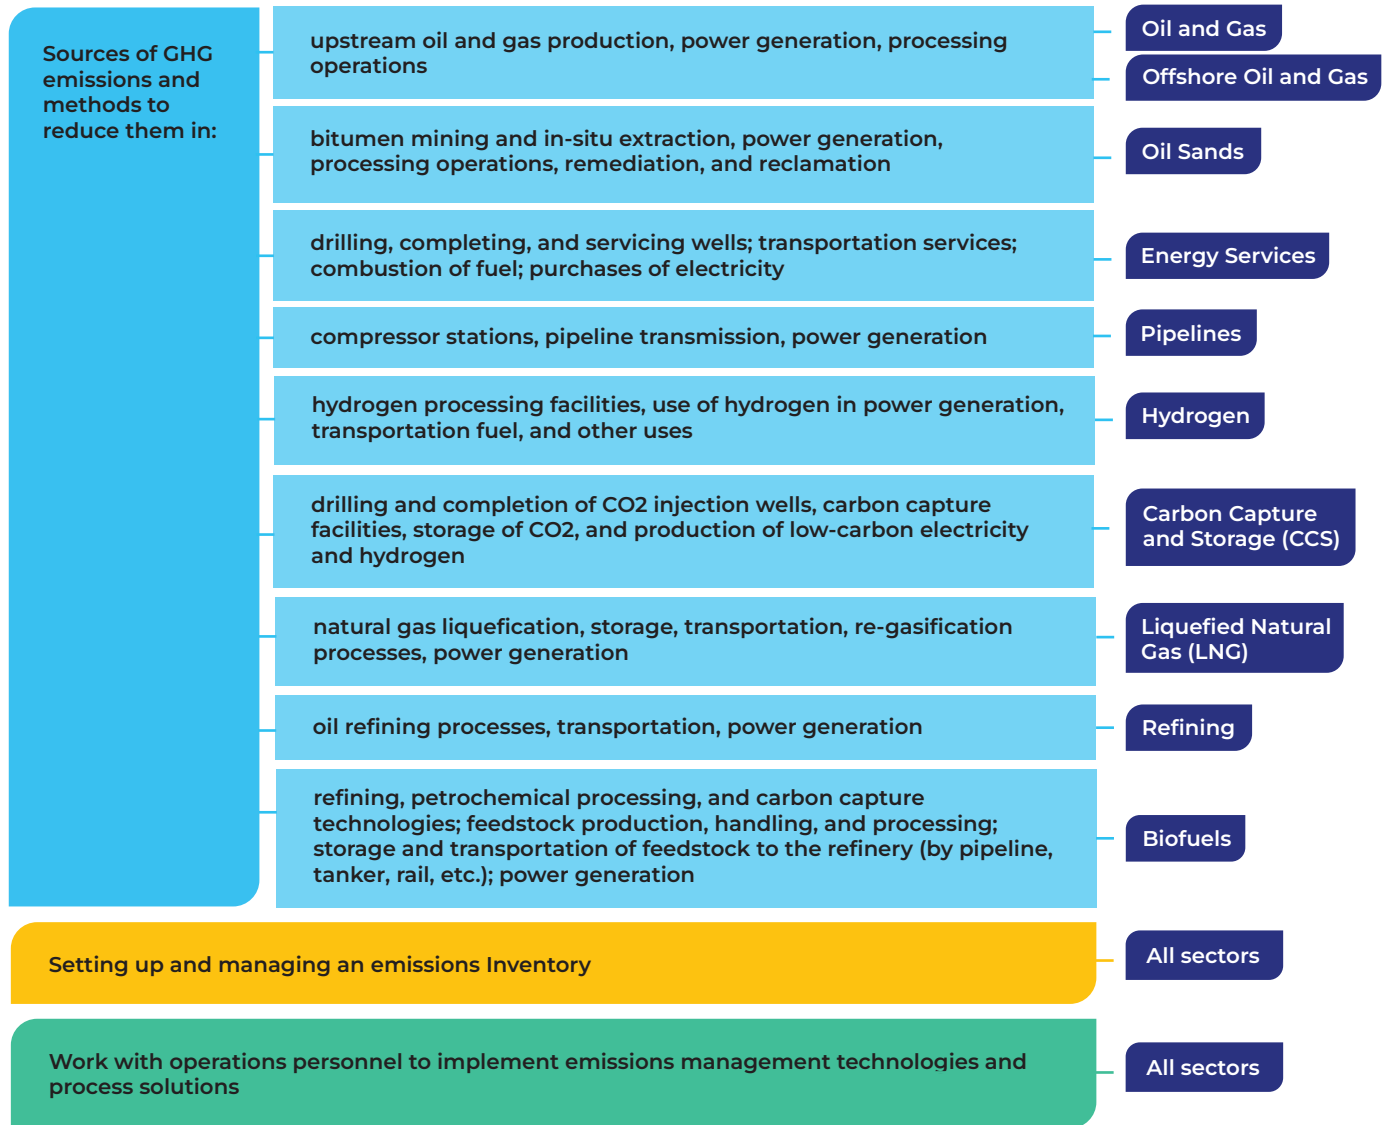 Sources of GHG
emissions and
methods to
reduce them in:
upstream oil and gas production, power generation, processing
operations
Oil and Gas
Offshore Oil and Gas
bitumen mining and in-situ extraction, power generation,
processing operations, remediation, and reclamation
Oil Sands
drilling, completing, and servicing wells; transportation services;
combustion of fuel; purchases of electricity
Energy Services
compressor stations, pipeline transmission, power generation
Pipelines
hydrogen processing facilities, use of hydrogen in power generation,
transportation fuel, and other uses
Hydrogen
drilling and completion of CO2 injection wells, carbon capture
facilities, storage of CO2, and production of low-carbon electricity
and hydrogen
Carbon Capture
and Storage (CCS)
natural gas liquefication, storage, transportation, re-gasification
processes, power generation
Liquefied Natural
Gas (LNG)
oil refining processes, transportation, power generation
Refining
refining, petrochemical processing, and carbon capture
technologies; feedstock production, handling, and processing;
storage and transportation of feedstock to the refinery (by pipeline,
tanker, rail, etc.); power generation
Biofuels
Setting up and managing an emissions Inventory
All sectors
Work with operations personnel to implement emissions management technologies and
process solutions
All sectors